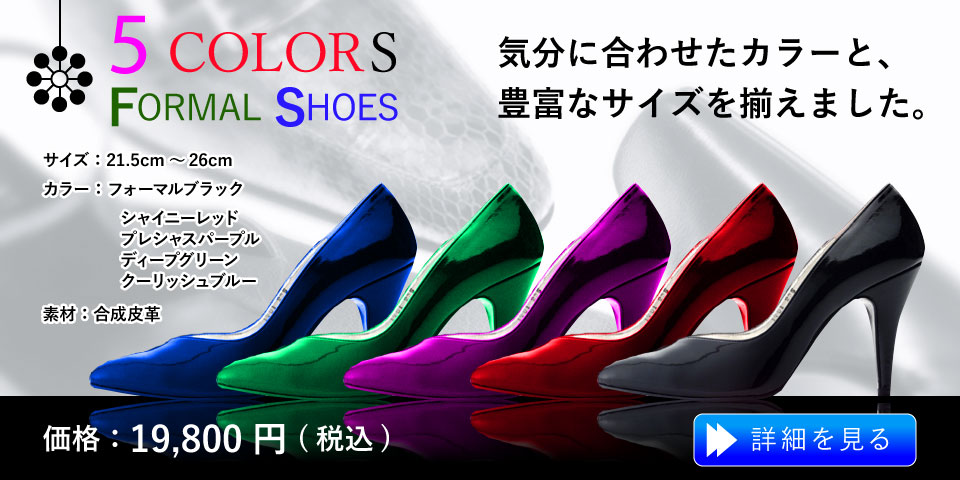 5 COLORS
FORMAL SHOES
気分に合わせたカラーと、
豊富なサイズを揃えました。
サイズ：21.5cm ～ 26cm
カラー：フォーマルブラック
シャイニーレッド
プレシャスパープル
ディープグリーン
クーリッシュブルー
素材：合成皮革
価格：19,800 円 ( 税込 )
詳細を見る